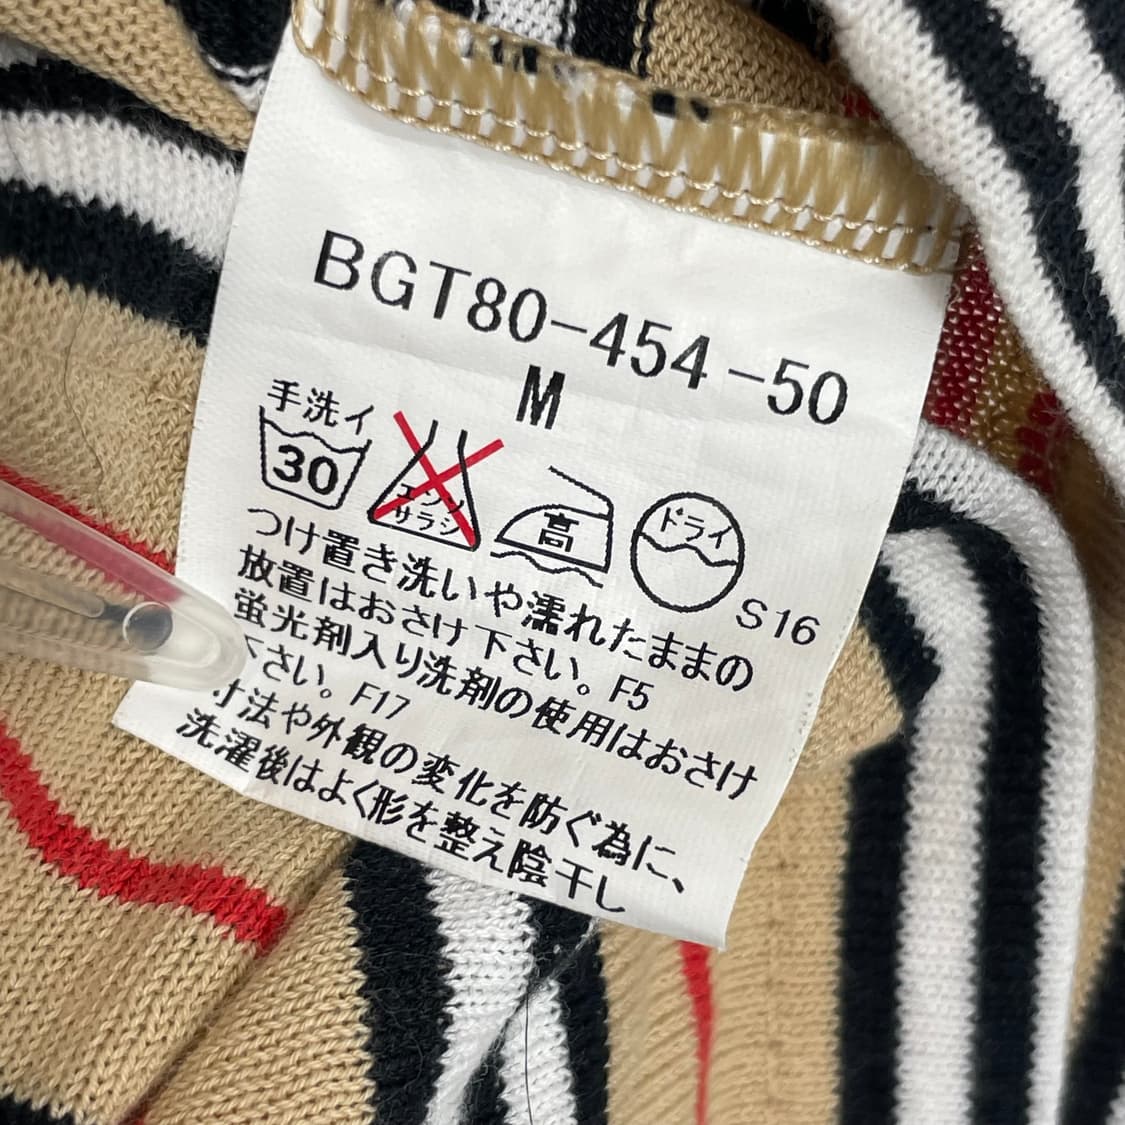 BGT80-454-50
M
手洗イ
30
エンソ
サラシ
高
ドライ
S16
つけ置き洗いや濡れたままの
放置はおさけ下さい。F5
蛍光剤入り洗剤の使用はおさけ
下さい。F17
寸法や外観の変化を防ぐ為に、
洗濯後はよく形を整え陰干し